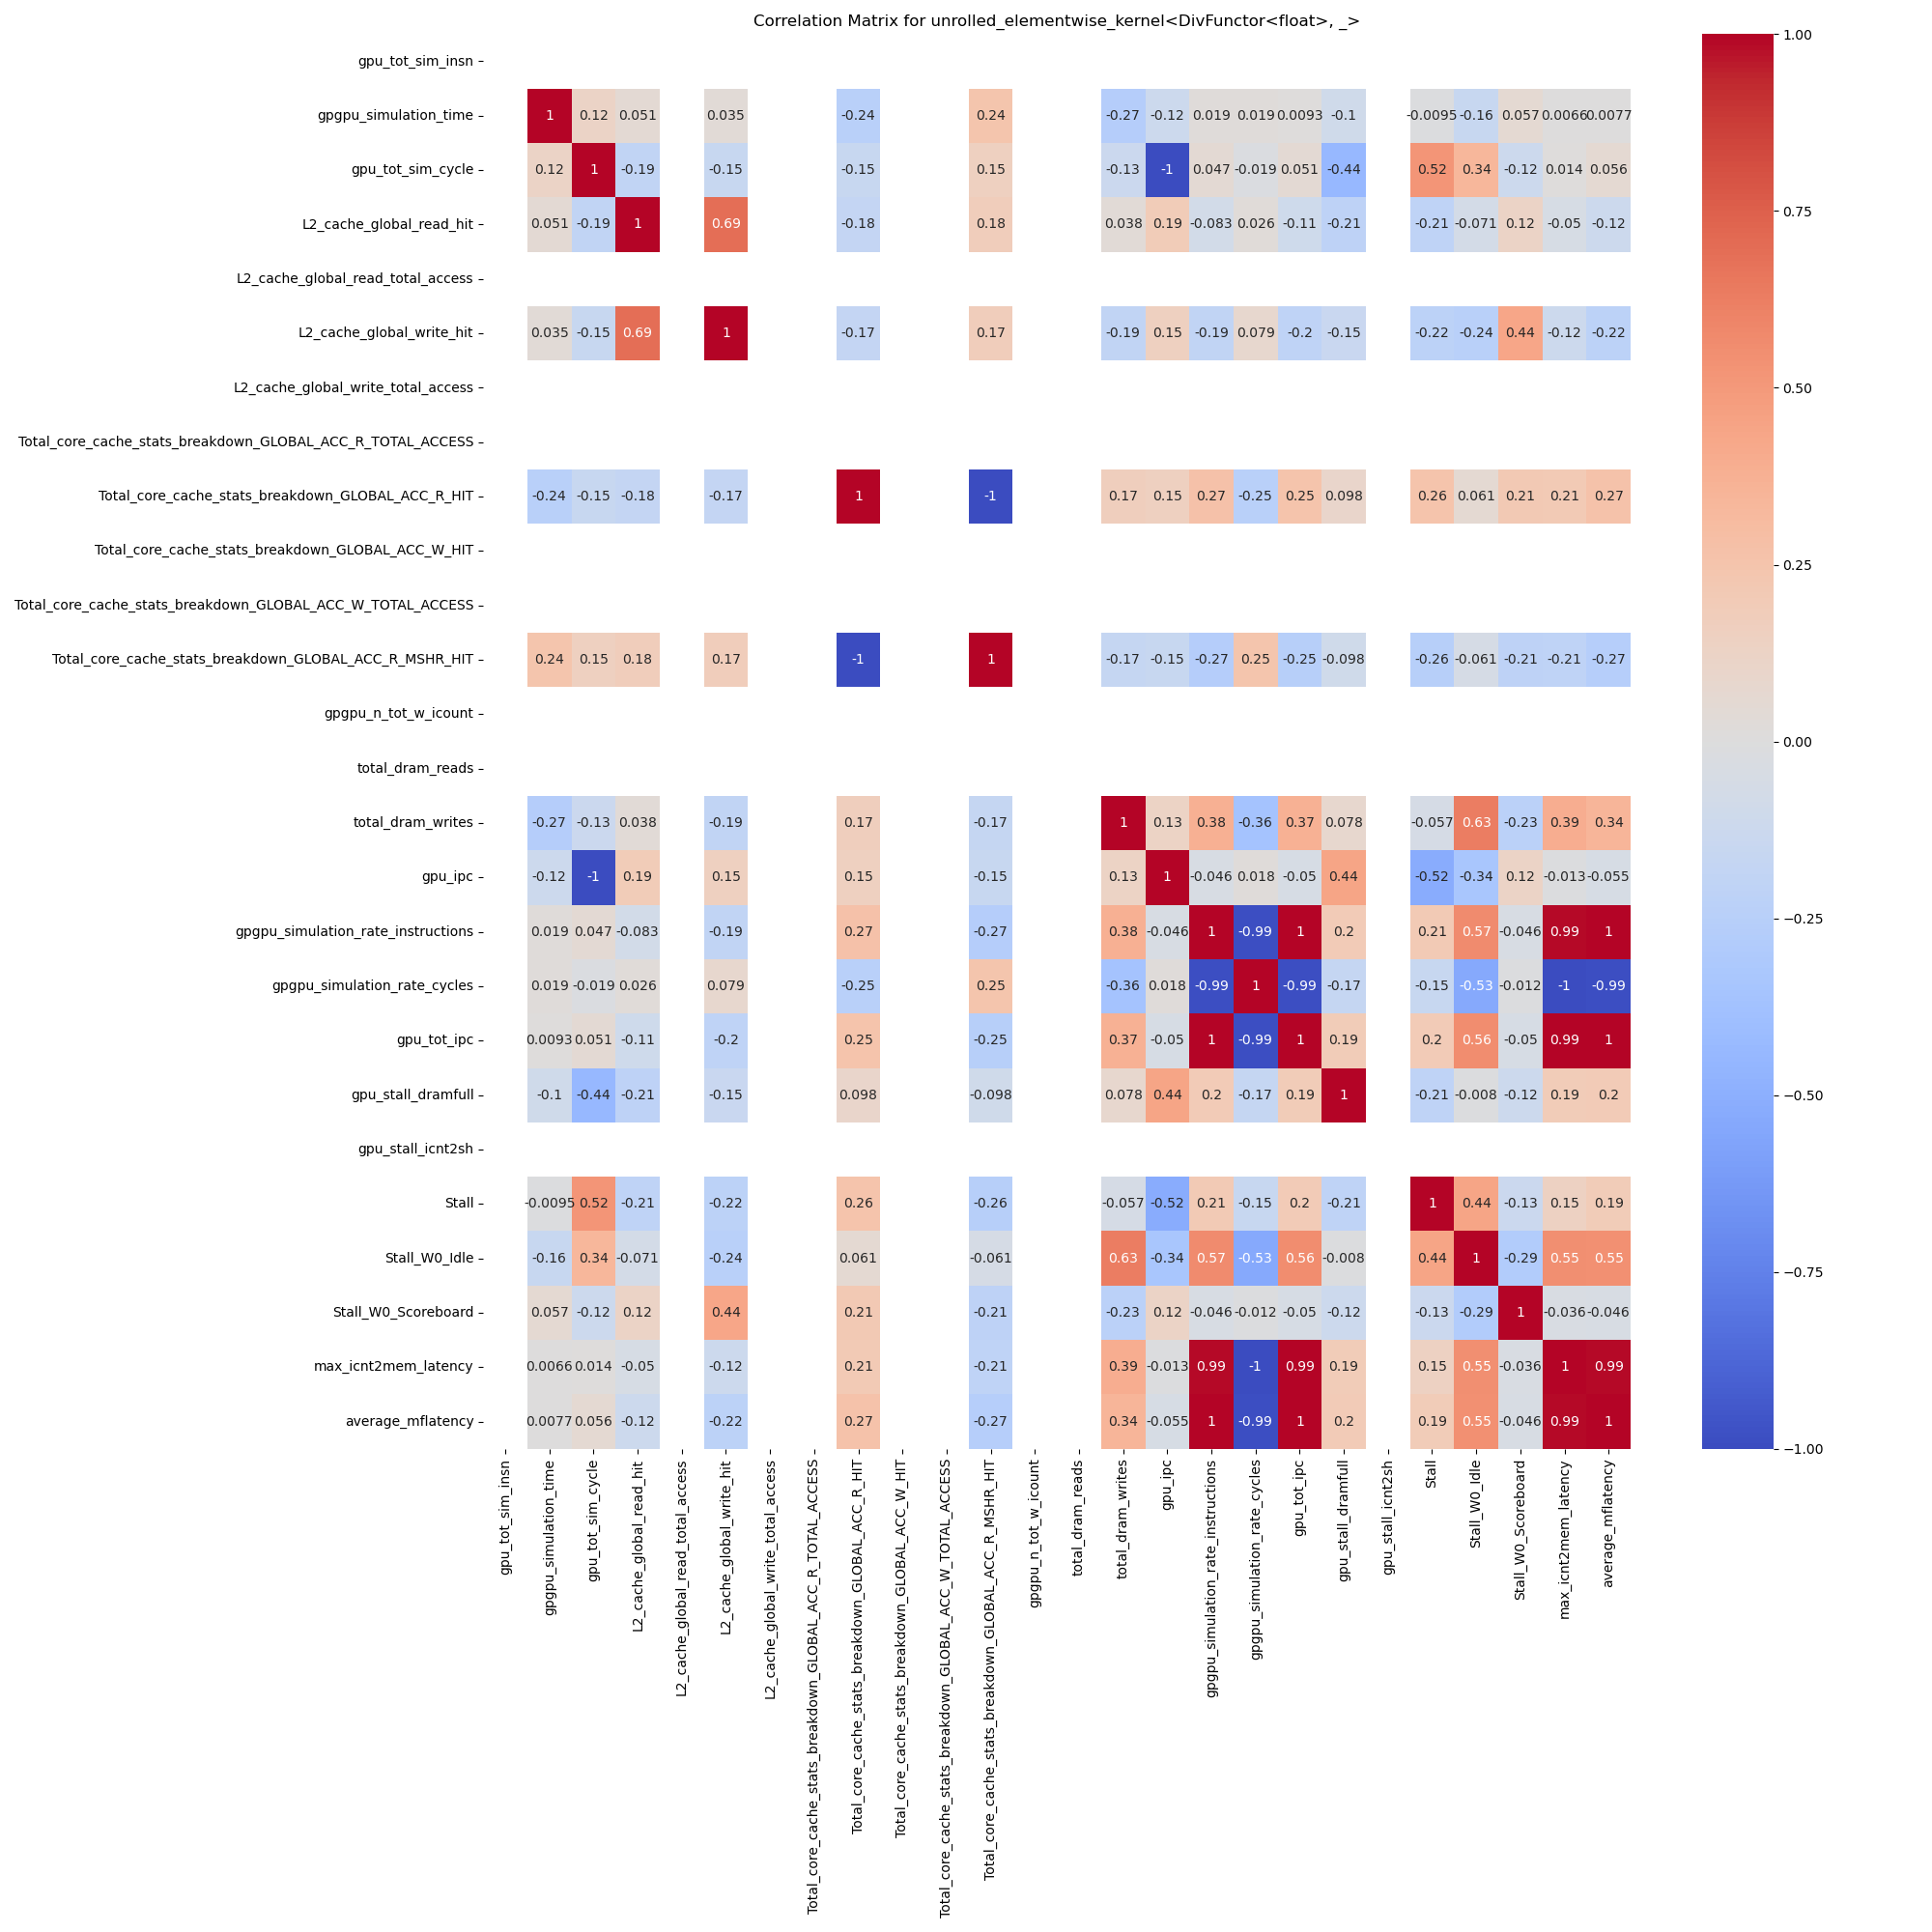 Correlation Matrix for unrolled_elementwise_kernel<DivFunctor<float>, _>
gpu_tot_sim_insn
gpgpu_simulation_time 1 0.12 0.051 0.035 -0.24 0.24 -0.27 -0.12 0.019 0.019 0.0093 -0.1 -0.0095 -0.16 0.057 0.0066 0.0077
gpu_tot_sim_cycle 0.12 1 -0.19 -0.15 -0.15 0.15 -0.13 -1 0.047 -0.019 0.051 -0.44 0.52 0.34 -0.12 0.014 0.056
L2_cache_global_read_hit 0.051 -0.19 1 0.69 -0.18 0.18 0.038 0.19 -0.083 0.026 -0.11 -0.21 -0.21 -0.071 0.12 -0.05 -0.12
L2_cache_global_read_total_access
L2_cache_global_write_hit 0.035 -0.15 0.69 1 -0.17 0.17 -0.19 0.15 -0.19 0.079 -0.2 -0.15 -0.22 -0.24 0.44 -0.12 -0.22
L2_cache_global_write_total_access
Total_core_cache_stats_breakdown_GLOBAL_ACC_R_TOTAL_ACCESS
Total_core_cache_stats_breakdown_GLOBAL_ACC_R_HIT -0.24 -0.15 -0.18 -0.17 1 -1 0.17 0.15 0.27 -0.25 0.25 0.098 0.26 0.061 0.21 0.21 0.27
Total_core_cache_stats_breakdown_GLOBAL_ACC_W_HIT
Total_core_cache_stats_breakdown_GLOBAL_ACC_W_TOTAL_ACCESS
Total_core_cache_stats_breakdown_GLOBAL_ACC_R_MSHR_HIT 0.24 0.15 0.18 0.17 -1 1 -0.17 -0.15 -0.27 0.25 -0.25 -0.098 -0.26 -0.061 -0.21 -0.21 -0.27
gpgpu_n_tot_w_icount
total_dram_reads
total_dram_writes -0.27 -0.13 0.038 -0.19 0.17 -0.17 1 0.13 0.38 -0.36 0.37 0.078 -0.057 0.63 -0.23 0.39 0.34
gpu_ipc -0.12 -1 0.19 0.15 0.15 -0.15 0.13 1 -0.046 0.018 -0.05 0.44 -0.52 -0.34 0.12 -0.013 -0.055
gpgpu_simulation_rate_instructions 0.019 0.047 -0.083 -0.19 0.27 -0.27 0.38 -0.046 1 -0.99 1 0.2 0.21 0.57 -0.046 0.99 1
gpgpu_simulation_rate_cycles 0.019 -0.019 0.026 0.079 -0.25 0.25 -0.36 0.018 -0.99 1 -0.99 -0.17 -0.15 -0.53 -0.012 -1 -0.99
gpu_tot_ipc 0.0093 0.051 -0.11 -0.2 0.25 -0.25 0.37 -0.05 1 -0.99 1 0.19 0.2 0.56 -0.05 0.99 1
gpu_stall_dramfull -0.1 -0.44 -0.21 -0.15 0.098 -0.098 0.078 0.44 0.2 -0.17 0.19 1 -0.21 -0.008 -0.12 0.19 0.2
gpu_stall_icnt2sh
Stall -0.0095 0.52 -0.21 -0.22 0.26 -0.26 -0.057 -0.52 0.21 -0.15 0.2 -0.21 1 0.44 -0.13 0.15 0.19
Stall_W0_Idle -0.16 0.34 -0.071 -0.24 0.061 -0.061 0.63 -0.34 0.57 -0.53 0.56 -0.008 0.44 1 -0.29 0.55 0.55
Stall_W0_Scoreboard 0.057 -0.12 0.12 0.44 0.21 -0.21 -0.23 0.12 -0.046 -0.012 -0.05 -0.12 -0.13 -0.29 1 -0.036 -0.046
max_icnt2mem_latency 0.0066 0.014 -0.05 -0.12 0.21 -0.21 0.39 -0.013 0.99 -1 0.99 0.19 0.15 0.55 -0.036 1 0.99
average_mflatency 0.0077 0.056 -0.12 -0.22 0.27 -0.27 0.34 -0.055 1 -0.99 1 0.2 0.19 0.55 -0.046 0.99 1
gpu_tot_sim_insn
gpgpu_simulation_time
gpu_tot_sim_cycle
L2_cache_global_read_hit
L2_cache_global_read_total_access
L2_cache_global_write_hit
L2_cache_global_write_total_access
Total_core_cache_stats_breakdown_GLOBAL_ACC_R_TOTAL_ACCESS
Total_core_cache_stats_breakdown_GLOBAL_ACC_R_HIT
Total_core_cache_stats_breakdown_GLOBAL_ACC_W_HIT
Total_core_cache_stats_breakdown_GLOBAL_ACC_W_TOTAL_ACCESS
Total_core_cache_stats_breakdown_GLOBAL_ACC_R_MSHR_HIT
gpgpu_n_tot_w_icount
total_dram_reads
total_dram_writes
gpu_ipc
gpgpu_simulation_rate_instructions
gpgpu_simulation_rate_cycles
gpu_tot_ipc
gpu_stall_dramfull
gpu_stall_icnt2sh
Stall
Stall_W0_Idle
Stall_W0_Scoreboard
max_icnt2mem_latency
average_mflatency
1.00
0.75
0.50
0.25
0.00
−0.25
−0.50
−0.75
−1.00